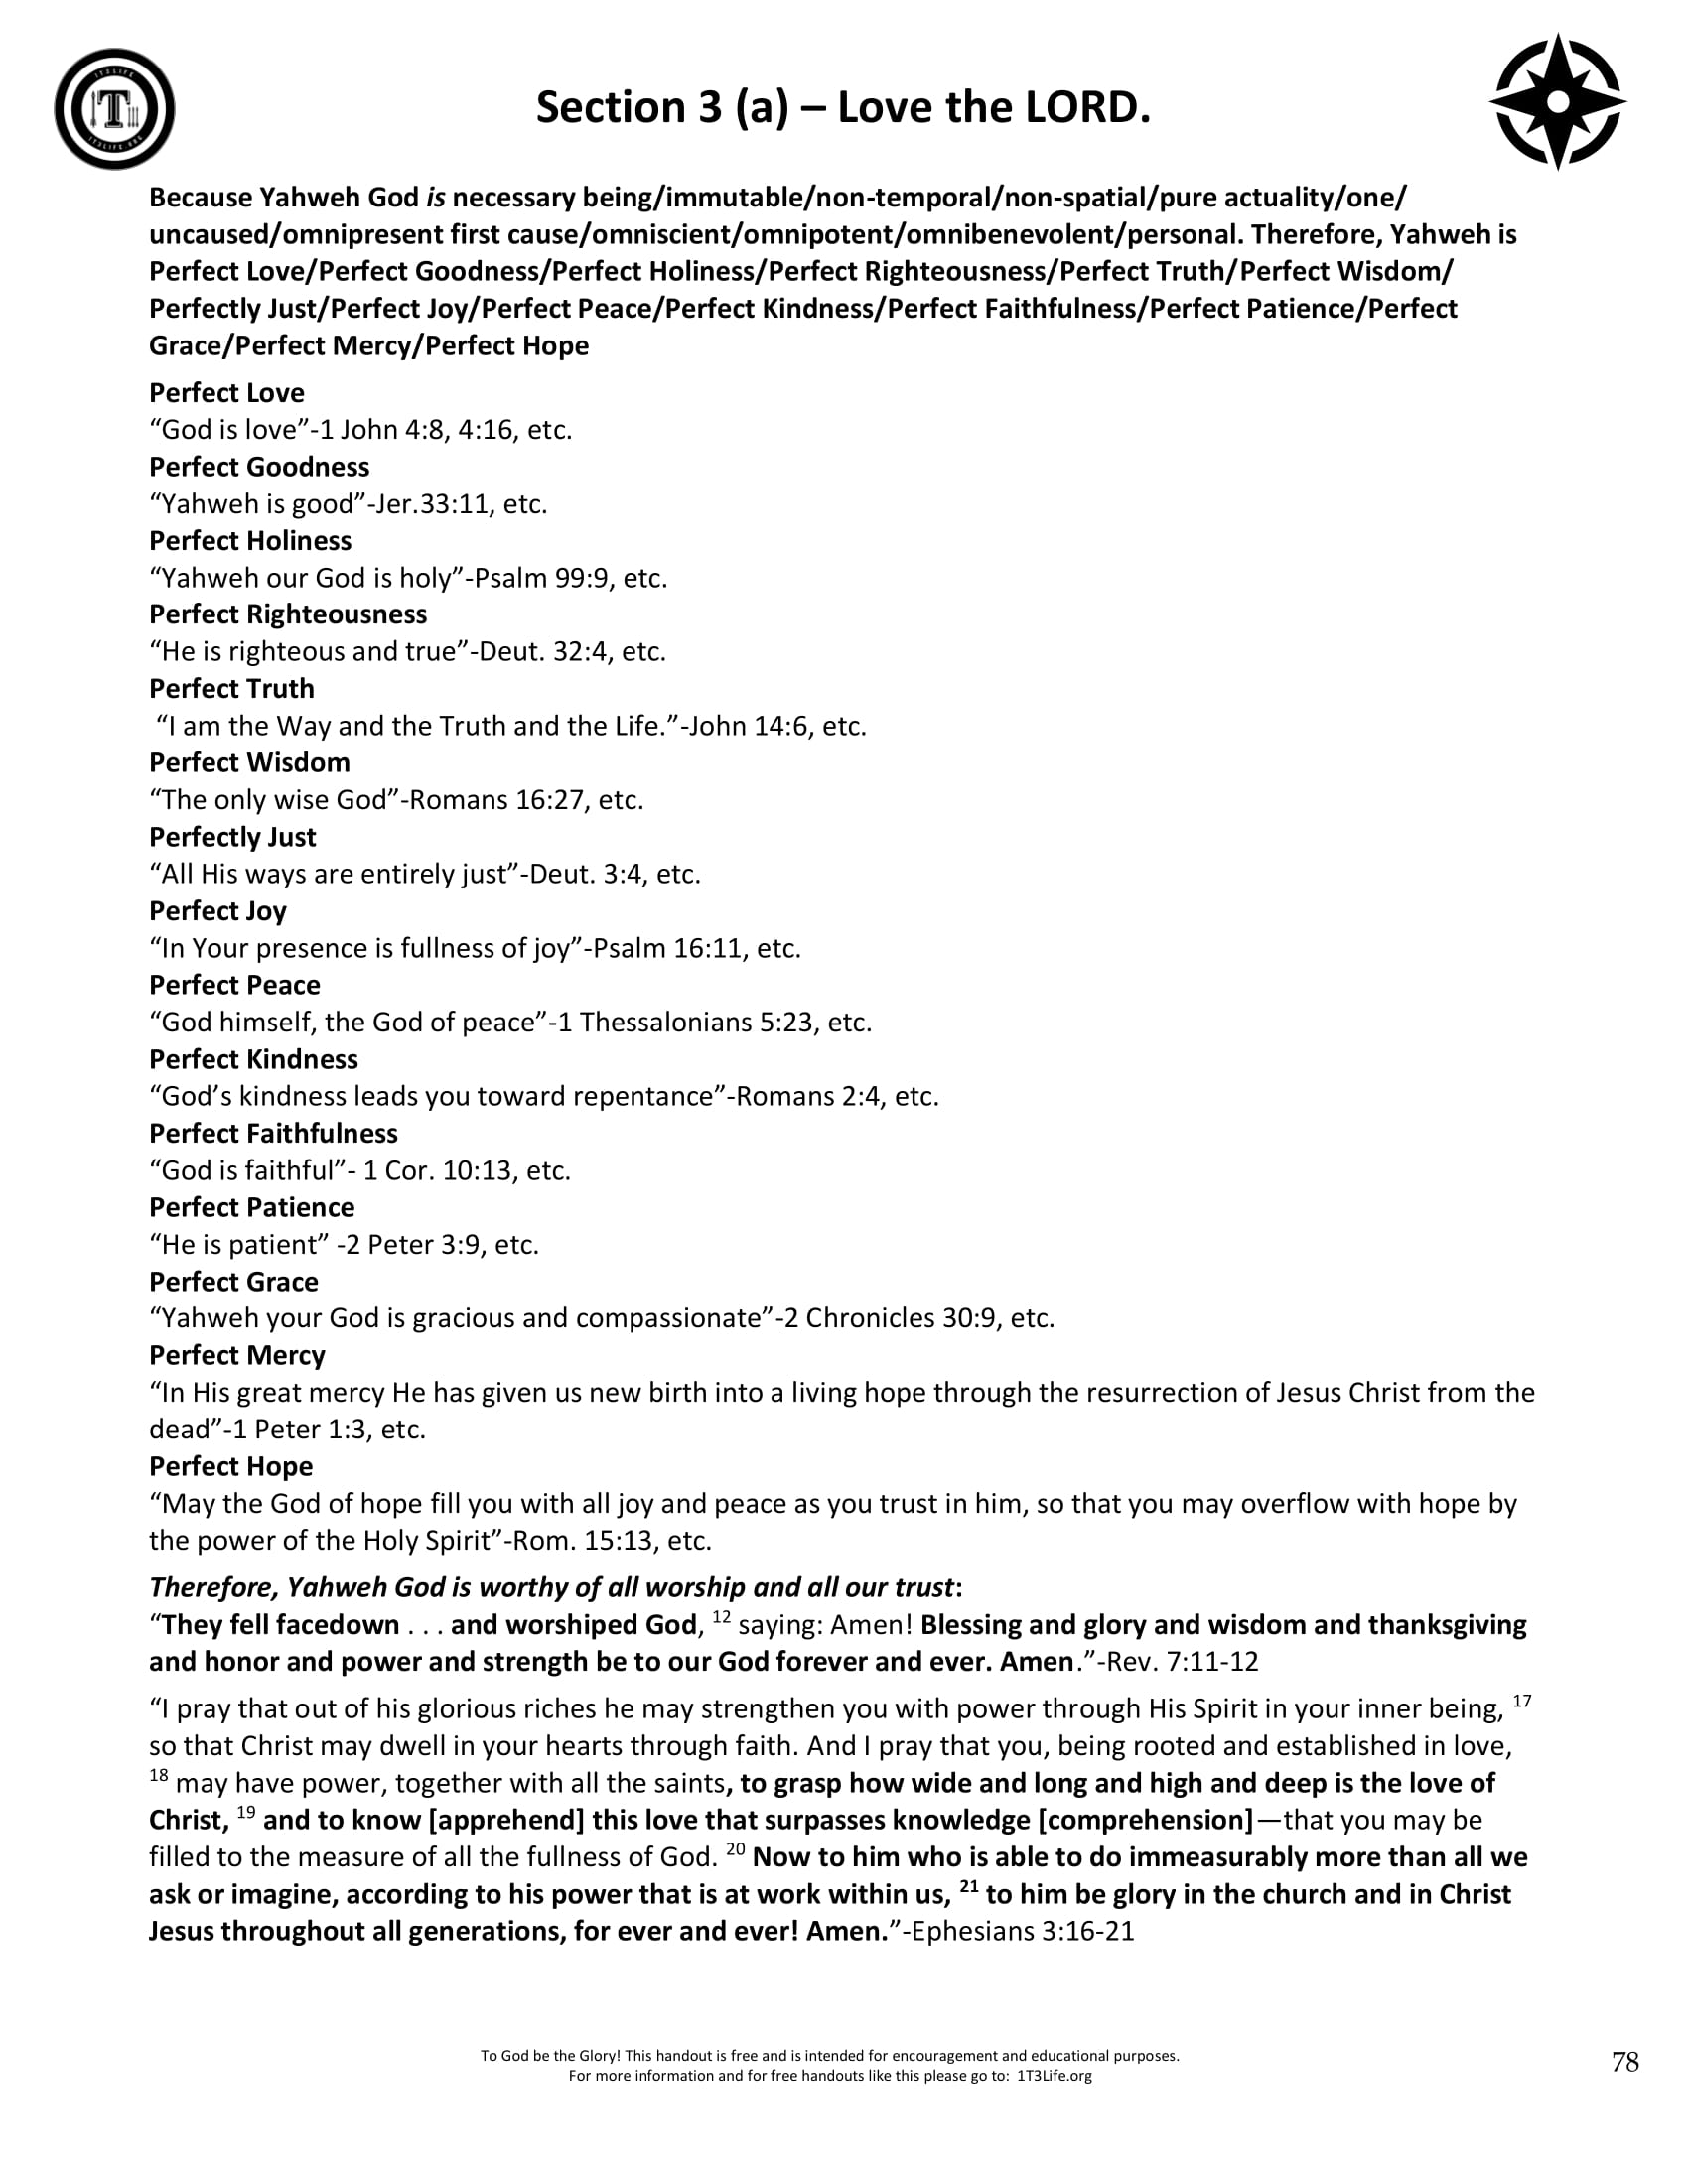 Section 3 (a) – Love the LORD.
1T3LIFE
T
1T3LIFE.ORG
Because Yahweh God is necessary being/immutable/non-temporal/non-spatial/pure actuality/one/
uncaused/omnipresent first cause/omniscient/omnipotent/omnibenevolent/personal. Therefore, Yahweh is
Perfect Love/Perfect Goodness/Perfect Holiness/Perfect Righteousness/Perfect Truth/Perfect Wisdom/
Perfectly Just/Perfect Joy/Perfect Peace/Perfect Kindness/Perfect Faithfulness/Perfect Patience/Perfect
Grace/Perfect Mercy/Perfect Hope
Perfect Love
“God is love”-1 John 4:8, 4:16, etc.
Perfect Goodness
“Yahweh is good”-Jer.33:11, etc.
Perfect Holiness
“Yahweh our God is holy”-Psalm 99:9, etc.
Perfect Righteousness
“He is righteous and true”-Deut. 32:4, etc.
Perfect Truth
“I am the Way and the Truth and the Life.”-John 14:6, etc.
Perfect Wisdom
“The only wise God”-Romans 16:27, etc.
Perfectly Just
“All His ways are entirely just”-Deut. 3:4, etc.
Perfect Joy
“In Your presence is fullness of joy”-Psalm 16:11, etc.
Perfect Peace
“God himself, the God of peace”-1 Thessalonians 5:23, etc.
Perfect Kindness
“God’s kindness leads you toward repentance”-Romans 2:4, etc.
Perfect Faithfulness
“God is faithful”- 1 Cor. 10:13, etc.
Perfect Patience
“He is patient” -2 Peter 3:9, etc.
Perfect Grace
“Yahweh your God is gracious and compassionate”-2 Chronicles 30:9, etc.
Perfect Mercy
“In His great mercy He has given us new birth into a living hope through the resurrection of Jesus Christ from the
dead”-1 Peter 1:3, etc.
Perfect Hope
“May the God of hope fill you with all joy and peace as you trust in him, so that you may overflow with hope by
the power of the Holy Spirit”-Rom. 15:13, etc.
Therefore, Yahweh God is worthy of all worship and all our trust:
“They fell facedown . . . and worshiped God, 12 saying: Amen! Blessing and glory and wisdom and thanksgiving
and honor and power and strength be to our God forever and ever. Amen.”-Rev. 7:11-12
“I pray that out of his glorious riches he may strengthen you with power through His Spirit in your inner being, 17
so that Christ may dwell in your hearts through faith. And I pray that you, being rooted and established in love,
18 may have power, together with all the saints, to grasp how wide and long and high and deep is the love of
Christ, 19 and to know [apprehend] this love that surpasses knowledge [comprehension]—that you may be
filled to the measure of all the fullness of God. 20 Now to him who is able to do immeasurably more than all we
ask or imagine, according to his power that is at work within us, 21 to him be glory in the church and in Christ
Jesus throughout all generations, for ever and ever! Amen.”-Ephesians 3:16-21
To God be the Glory! This handout is free and is intended for encouragement and educational purposes.
For more information and for free handouts like this please go to: 1T3Life.org
78